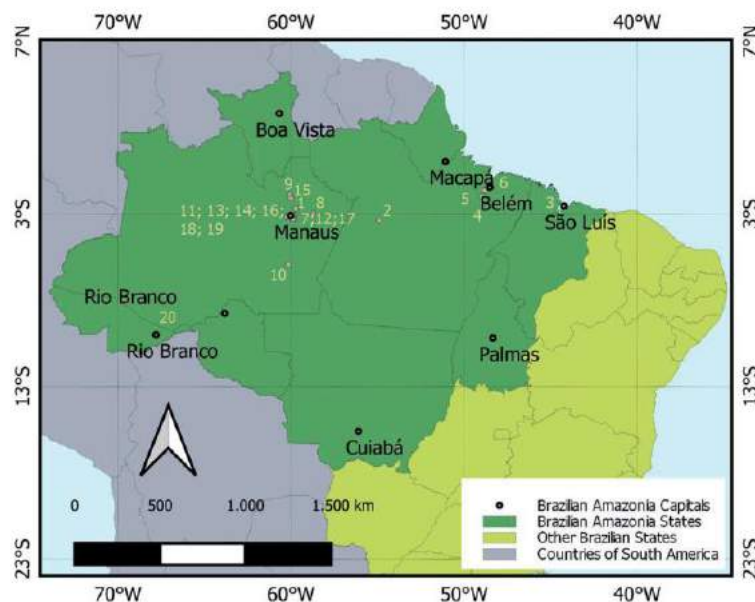 70°W 60°W 50°W 40°W
7°N 7°N
Boa Vista
Macapá
9
15
6
1 8
5
Belém
3
11; 13; 14; 16;
7;12;17
2
4
São Luís
3°S 3°S
18; 19
Manaus
10
Rio Branco
20
Rio Branco
Palmas
13°S 13°S
Cuiabá
0 500 1.000 1.500 km
Brazilian Amazonia Capitals
Brazilian Amazonia States
Other Brazilian States
Countries of South America
23°S 23°S
70°W 60°W 50°W 40°W